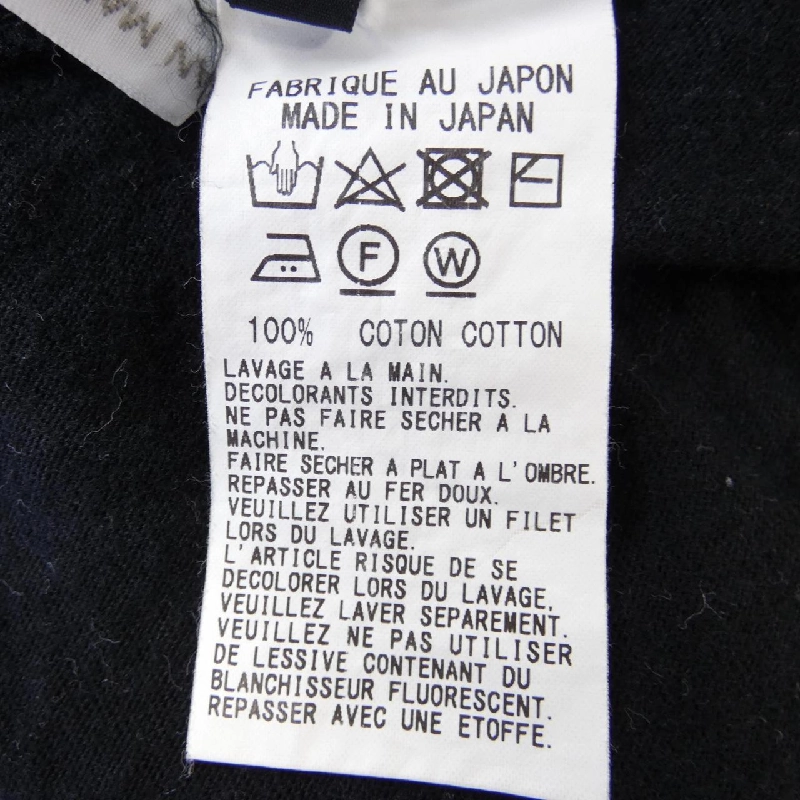 FABRIQUE AU JAPON
MADE IN JAPAN
F W
100% COTON COTTON
LAVAGE A LA MAIN.
DECOLORANTS INTERDITS.
NE PAS FAIRE SECHER A LA
MACHINE.
FAIRE SECHER A PLAT A L'OMBRE.
REPASSER AU FER DOUX.
VEUILLEZ UTILISER UN FILET
LORS DU LAVAGE.
L'ARTICLE RISQUE DE SE
DECOLORER LORS DU LAVAGE,
VEUILLEZ LAVER SEPAREMENT.
VEUILLEZ NE PAS UTILISER
DE LESSIVE CONTENANT DU
BLANCHISSEUR FLUORESCENT.
REPASSER AVEC UNE ETOFFE.